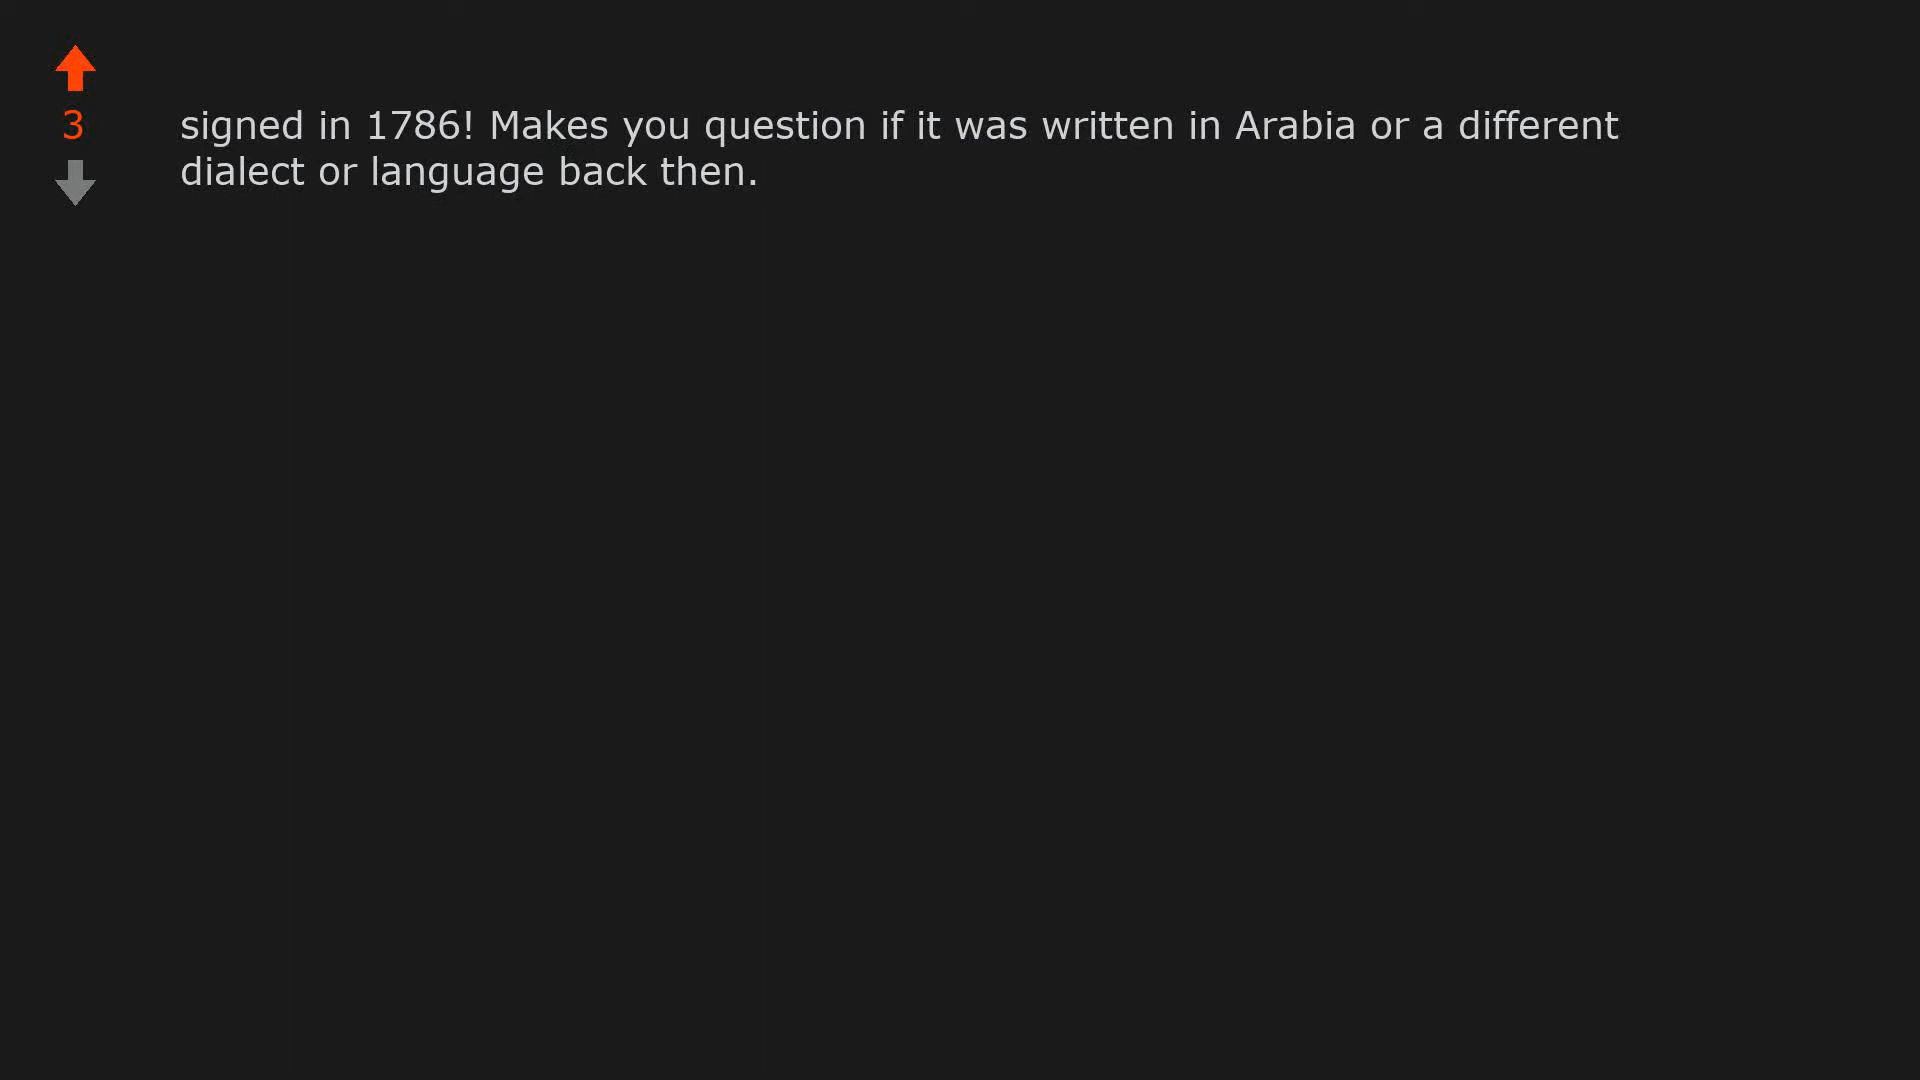 3
signed in 1786! Makes you question if it was written in Arabia or a different
dialect or language back then.